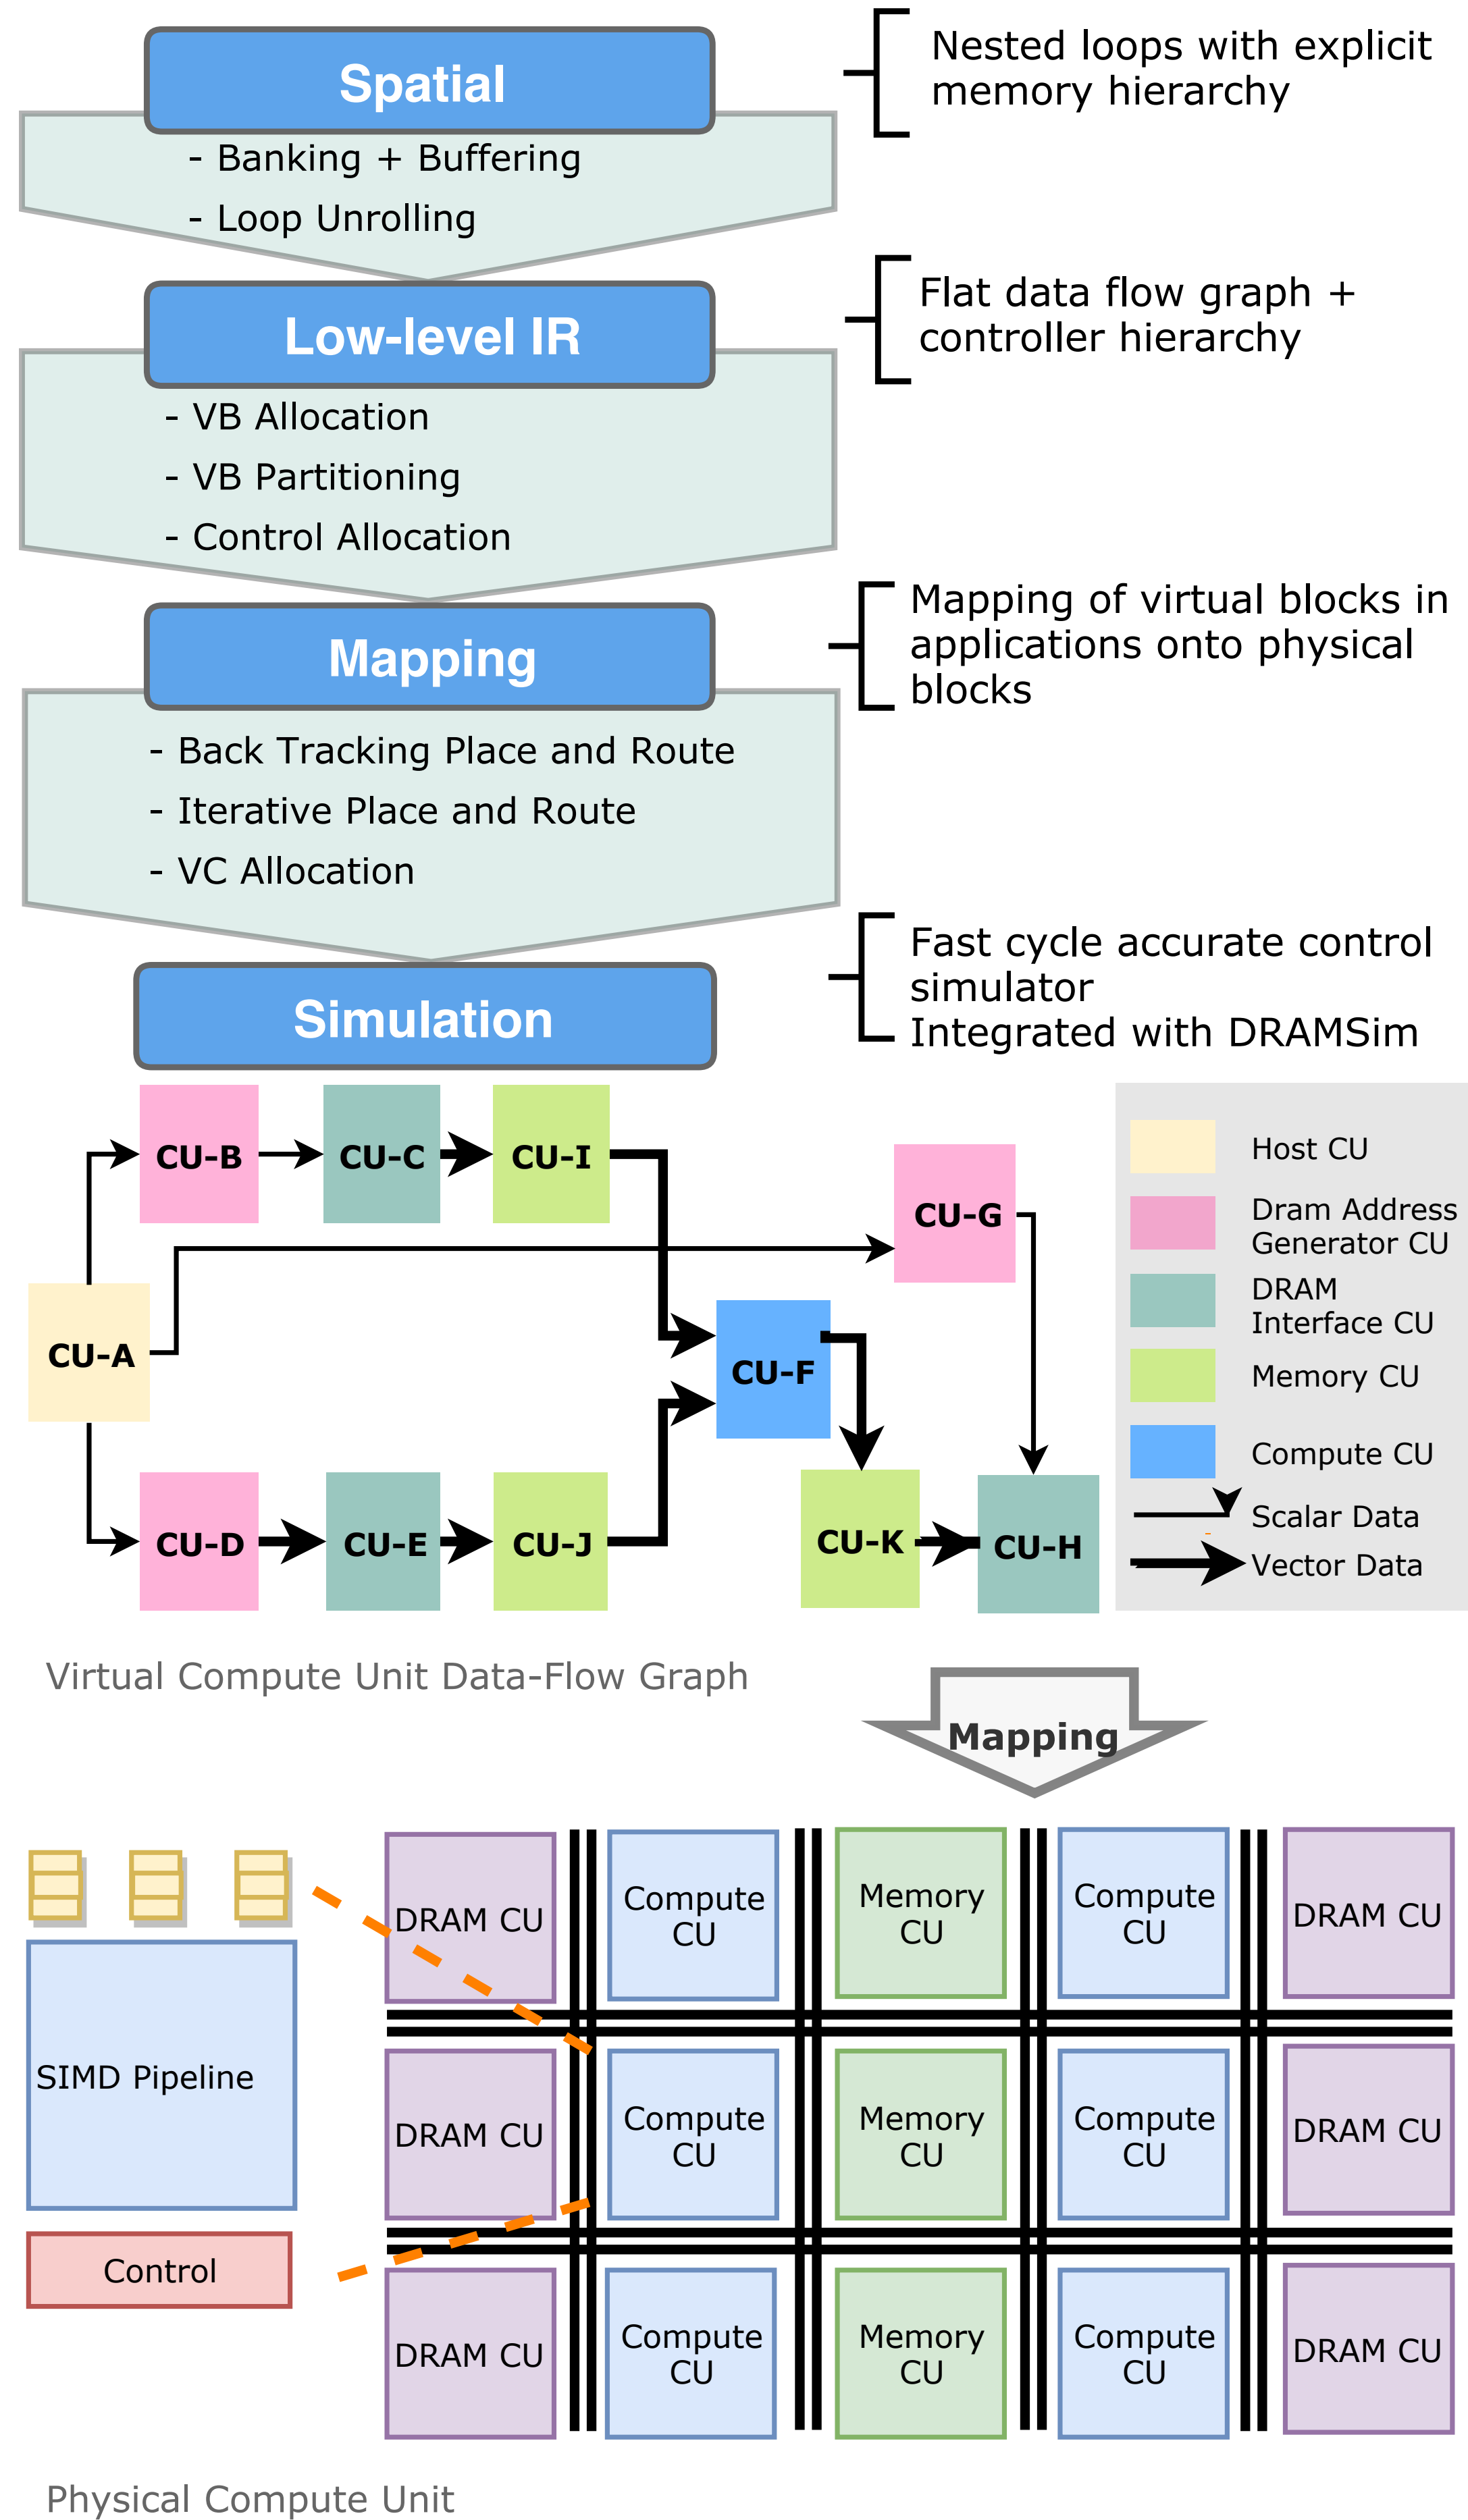 Spatial
Nested loops with explicit
memory hierarchy
- Banking + Buffering
- Loop Unrolling
Low-level IR
Flat data flow graph +
controller hierarchy
- VB Allocation
- VB Partitioning
- Control Allocation
Mapping
Mapping of virtual blocks in
applications onto physical
blocks
- Back Tracking Place and Route
- Iterative Place and Route
- VC Allocation
Simulation
Fast cycle accurate control
simulator
Integrated with DRAMSim
CU-B
CU-C
CU-I
CU-G
CU-A
CU-F
CU-D
CU-E
CU-J
CU-K
CU-H
Host CU
Dram Address
Generator CU
DRAM
Interface CU
Memory CU
Compute CU
Scalar Data
Vector Data
Virtual Compute Unit Data-Flow Graph
Mapping
SIMD Pipeline
Control
DRAM CU
Compute
CU
Memory
CU
Compute
CU
DRAM CU
DRAM CU
Compute
CU
Memory
CU
Compute
CU
DRAM CU
DRAM CU
Compute
CU
Memory
CU
Compute
CU
DRAM CU
Physical Compute Unit